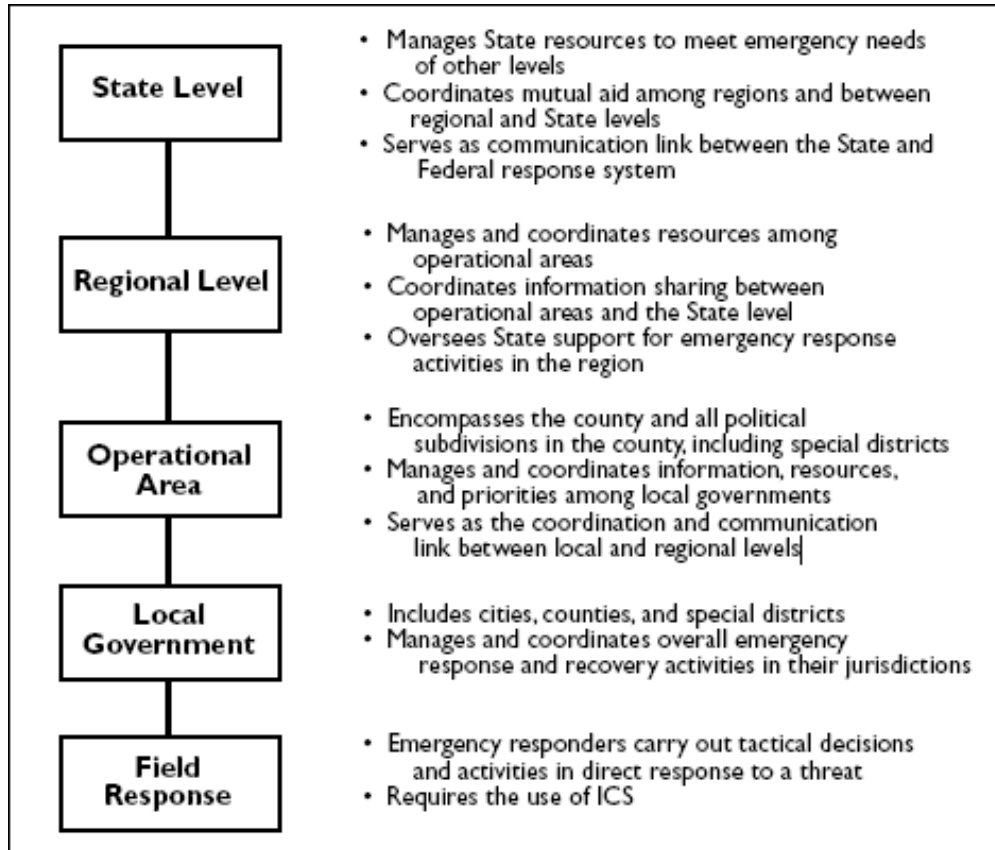 State Level
• Manages State resources to meet emergency needs
of other levels
• Coordinates mutual aid among regions and between
regional and State levels
• Serves as communication link between the State and
Federal response system
Regional Level
• Manages and coordinates resources among
operational areas
• Coordinates information sharing between
operational areas and the State level
• Oversees State support for emergency response
activities in the region
Operational
Area
• Encompasses the county and all political
subdivisions in the county, including special districts
• Manages and coordinates information, resources,
and priorities among local governments
• Serves as the coordination and communication
link between local and regional levels
Local
Government
• Includes cities, counties, and special districts
• Manages and coordinates overall emergency
response and recovery activities in their jurisdictions
Field
Response
• Emergency responders carry out tactical decisions
and activities in direct response to a threat
• Requires the use of ICS